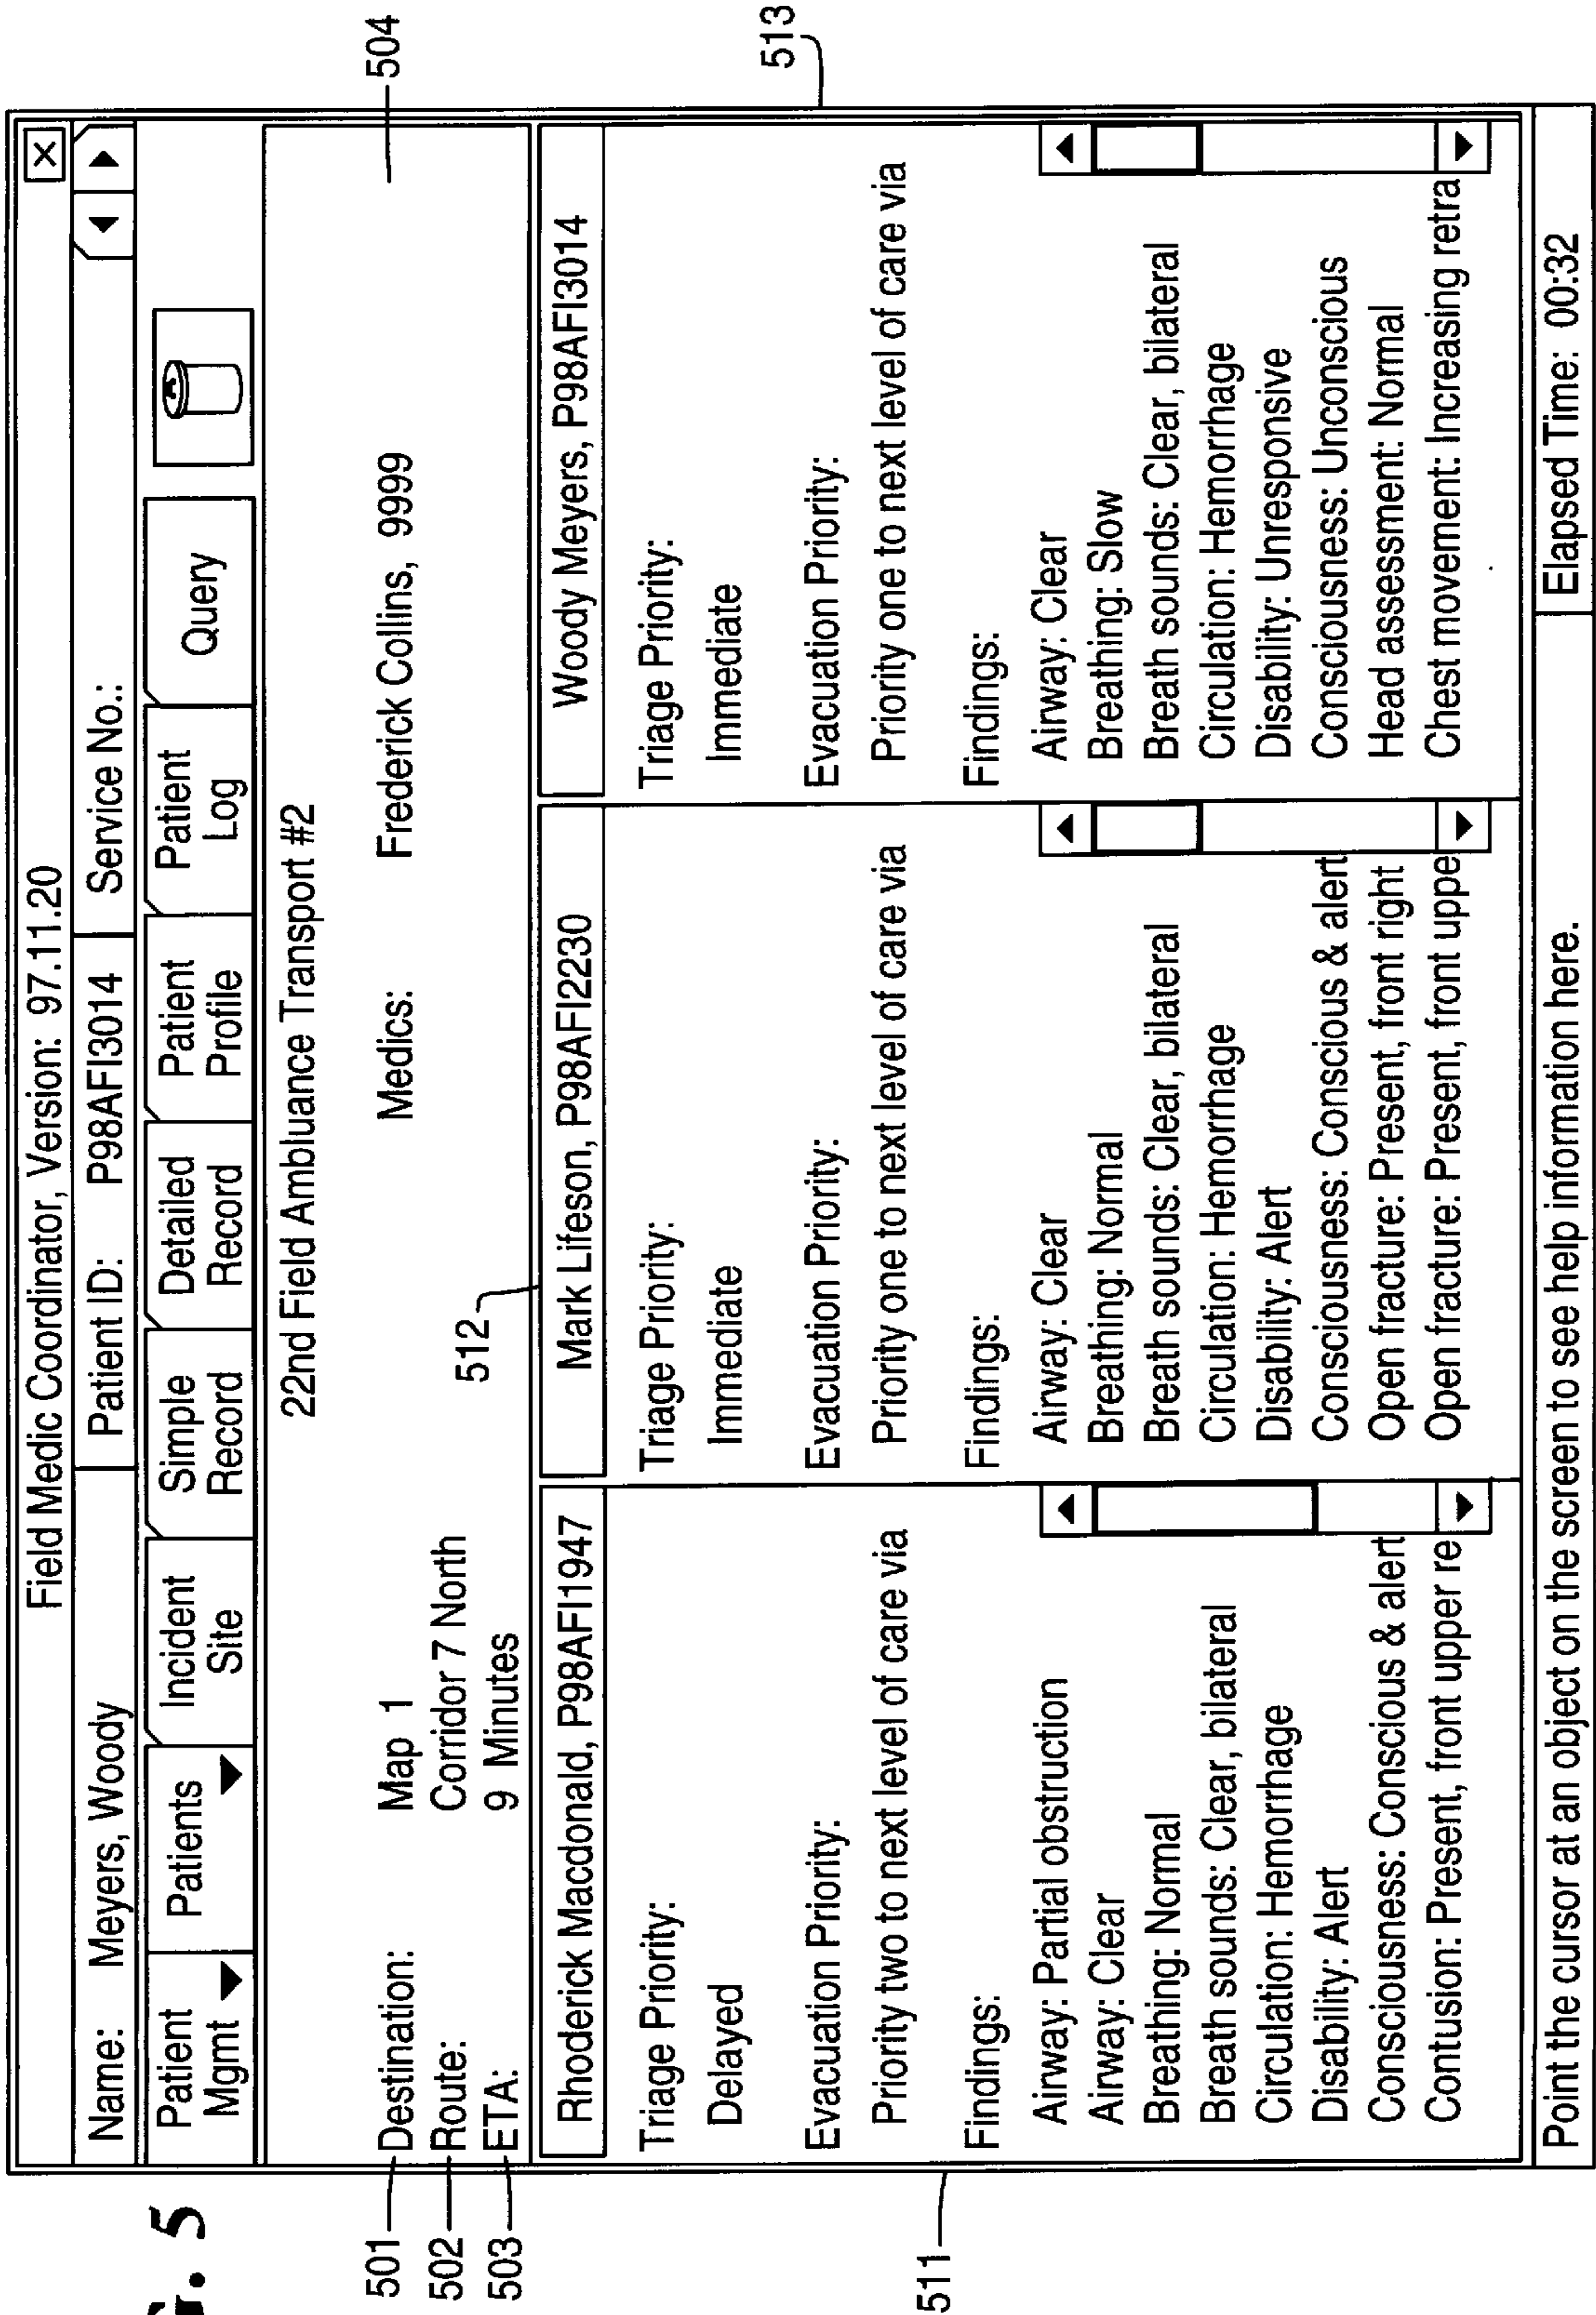 Fig. 5
Field Medic Coordinator, Version: 97.11.20
Name: Meyers, Woody Patient ID: P98AFI3014 Service No.:
Patient Mgmt
Patients
Incident Site
Simple Record
Detailed Record
Patient Profile
Patient Log
Query
22nd Field Ambluance Transport #2
501 Destination: Map 1 Medics: Frederick Collins, 9999 504
502 Route: Corridor 7 North
503 ETA: 9 Minutes
512
511
Rhoderick Macdonald, P98AFI1947
Triage Priority:
Delayed
Evacuation Priority:
Priority two to next level of care via
Findings:
Airway: Partial obstruction
Airway: Clear
Breathing: Normal
Breath sounds: Clear, bilateral
Circulation: Hemorrhage
Disability: Alert
Consciousness: Conscious & alert
Contusion: Present, front upper re
Mark Lifeson, P98AFI2230
Triage Priority:
Immediate
Evacuation Priority:
Priority one to next level of care via
Findings:
Airway: Clear
Breathing: Normal
Breath sounds: Clear, bilateral
Circulation: Hemorrhage
Disability: Alert
Consciousness: Conscious & alert
Open fracture: Present, front right
Open fracture: Present, front uppe
Woody Meyers, P98AFI3014
Triage Priority:
Immediate
Evacuation Priority:
Priority one to next level of care via
Findings:
Airway: Clear
Breathing: Slow
Breath sounds: Clear, bilateral
Circulation: Hemorrhage
Disability: Unresponsive
Consciousness: Unconscious
Head assessment: Normal
Chest movement: Increasing retra
513
Point the cursor at an object on the screen to see help information here. Elapsed Time: 00:32